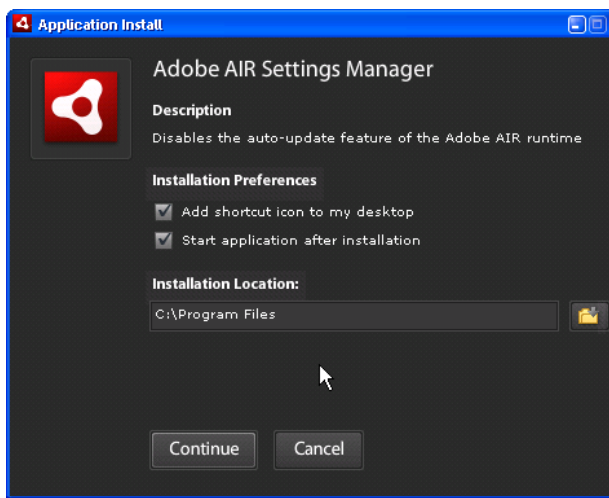 Application Install
Adobe AIR Settings Manager
Description
Disables the auto-update feature of the Adobe AIR runtime
Installation Preferences
Add shortcut icon to my desktop
Start application after installation
Installation Location:
C:\Program Files
Continue
Cancel